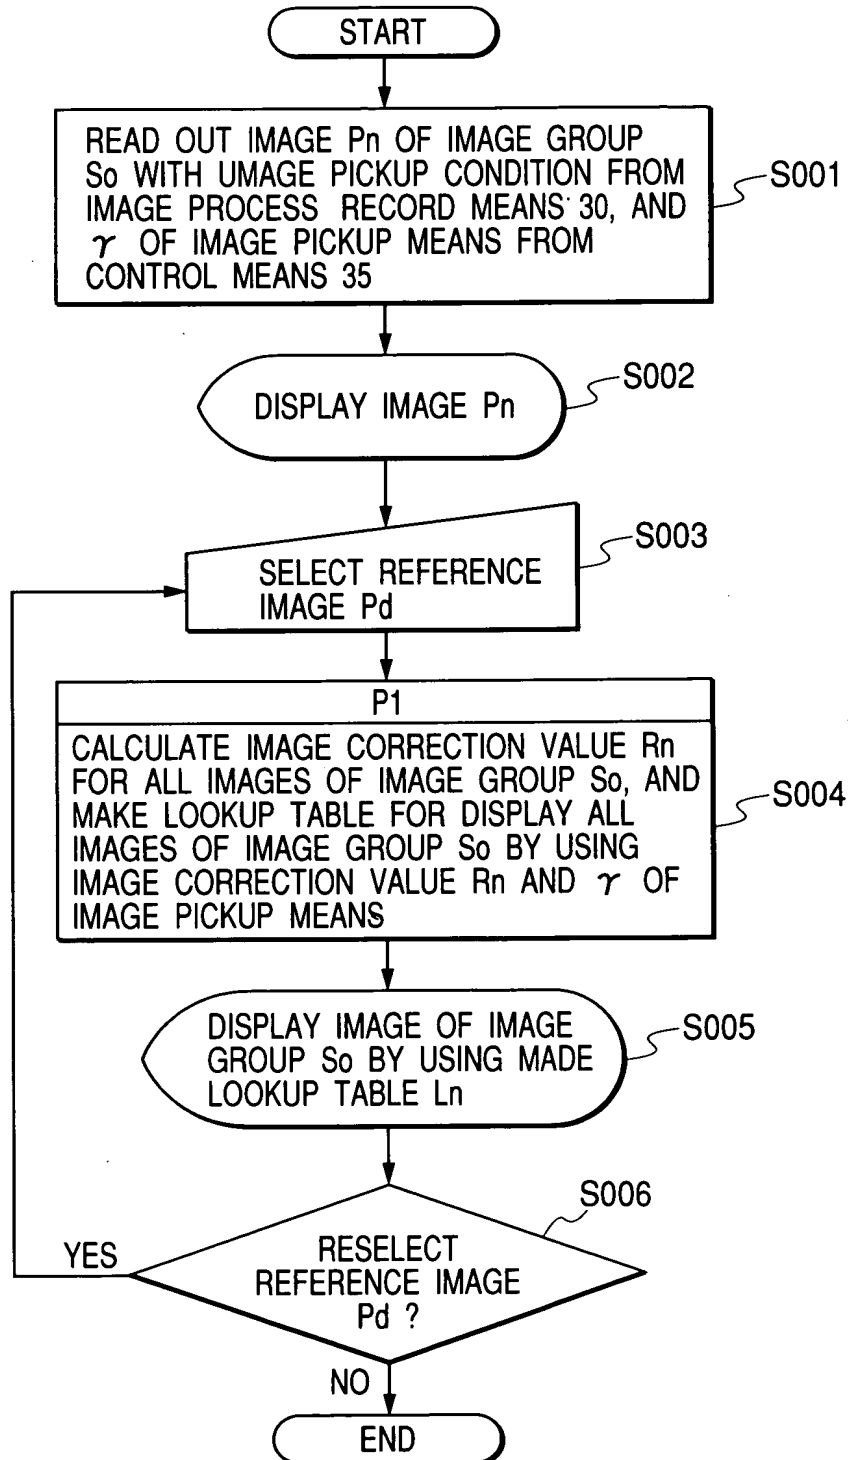 START
READ OUT IMAGE Pn OF IMAGE GROUP
So WITH UMAGE PICKUP CONDITION FROM
IMAGE PROCESS RECORD MEANS 30, AND
γ OF IMAGE PICKUP MEANS FROM
CONTROL MEANS 35
S001
DISPLAY IMAGE Pn
S002
SELECT REFERENCE
IMAGE Pd
S003
P1
CALCULATE IMAGE CORRECTION VALUE Rn
FOR ALL IMAGES OF IMAGE GROUP So, AND
MAKE LOOKUP TABLE FOR DISPLAY ALL
IMAGES OF IMAGE GROUP So BY USING
IMAGE CORRECTION VALUE Rn AND γ OF
IMAGE PICKUP MEANS
S004
DISPLAY IMAGE OF IMAGE
GROUP So BY USING MADE
LOOKUP TABLE Ln
S005
S006
YES
RESELECT
REFERENCE IMAGE
Pd ?
NO
END